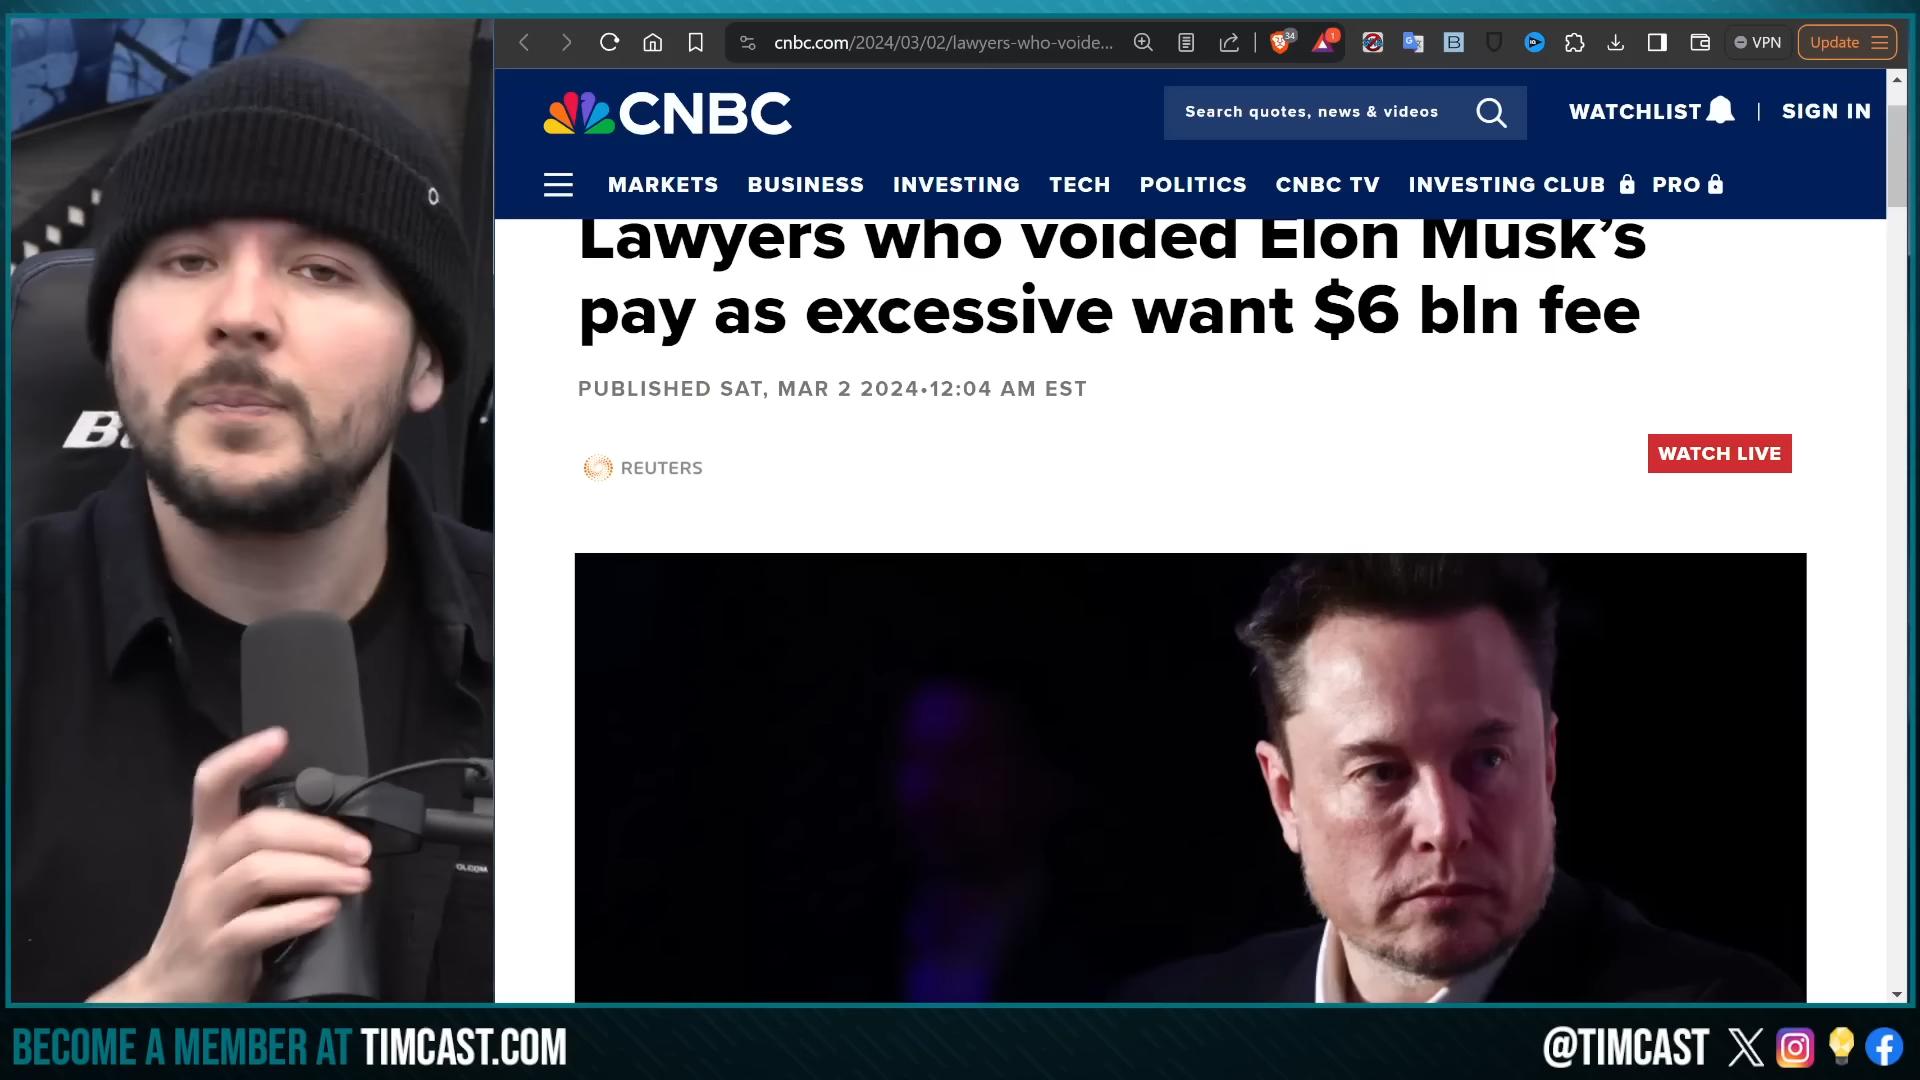 cnbc.com/2024/03/02/lawyers-who-voide...
34
1
VPN
Update
CNBC
Search quotes, news & videos
WATCHLIST
SIGN IN
MARKETS
BUSINESS
INVESTING
TECH
POLITICS
CNBC TV
INVESTING CLUB
PRO
Lawyers who voided Elon Musk’s
pay as excessive want $6 bln fee
PUBLISHED SAT, MAR 2 2024•12:04 AM EST
REUTERS
WATCH LIVE
OLCOM
BECOME A MEMBER AT TIMCAST.COM
@TIMCAST